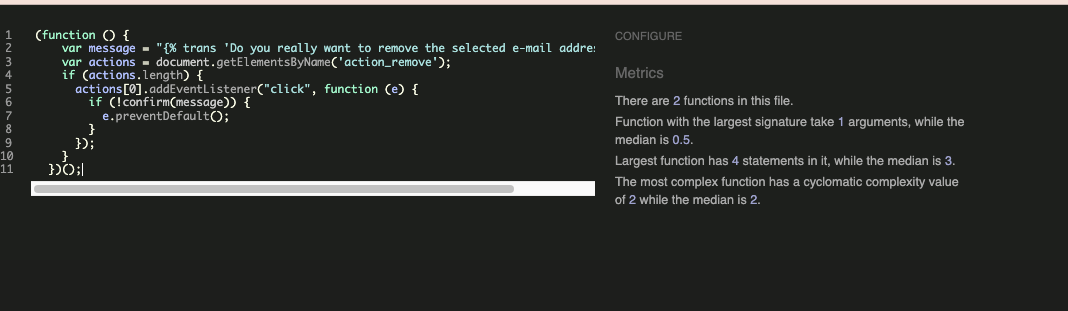 1 (function () {
2 var message = "{% trans 'Do you really want to remove the selected e-mail addres
3 var actions = document.getElementsByName('action_remove');
4 if (actions.length) {
5 actions[0].addEventListener("click", function (e) {
6 if (!confirm(message)) {
7 e.preventDefault();
8 }
9 });
10 }
11 })();
CONFIGURE
Metrics
There are 2 functions in this file.
Function with the largest signature take 1 arguments, while the
median is 0.5.
Largest function has 4 statements in it, while the median is 3.
The most complex function has a cyclomatic complexity value
of 2 while the median is 2.